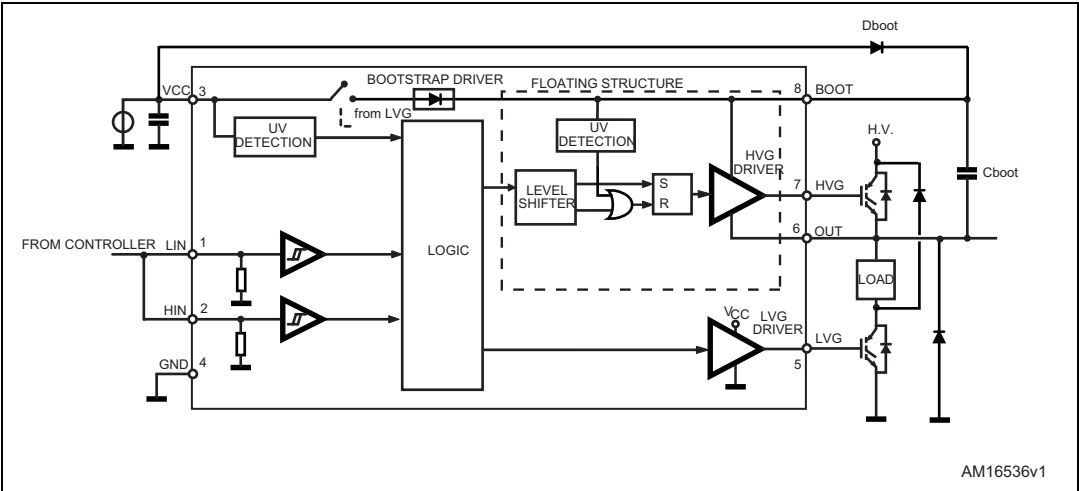 Dboot
BOOTSTRAP DRIVER
FLOATING STRUCTURE
VCC
3
8
BOOT
from LVG
UV
DETECTION
UV
DETECTION
H.V.
HVG
DRIVER
Cboot
LEVEL
SHIFTER
S
R
7
HVG
FROM CONTROLLER
LIN
1
LOGIC
6
OUT
LOAD
HIN
2
VCC
LVG
DRIVER
LVG
5
GND
4
AM16536v1